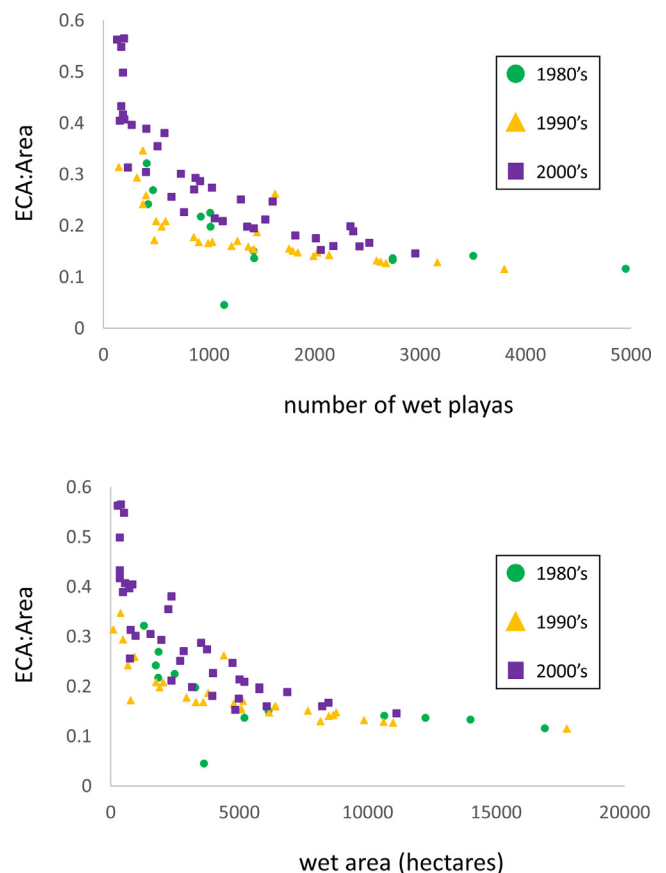 0.6
0.5
0.4
0.3
0.2
0.1
0
ECA:Area
1980's
1990's
2000's
0 1000 2000 3000 4000 5000
number of wet playas
0.6
0.5
0.4
0.3
0.2
0.1
0
ECA:Area
1980's
1990's
2000's
0 5000 10000 15000 20000
wet area (hectares)